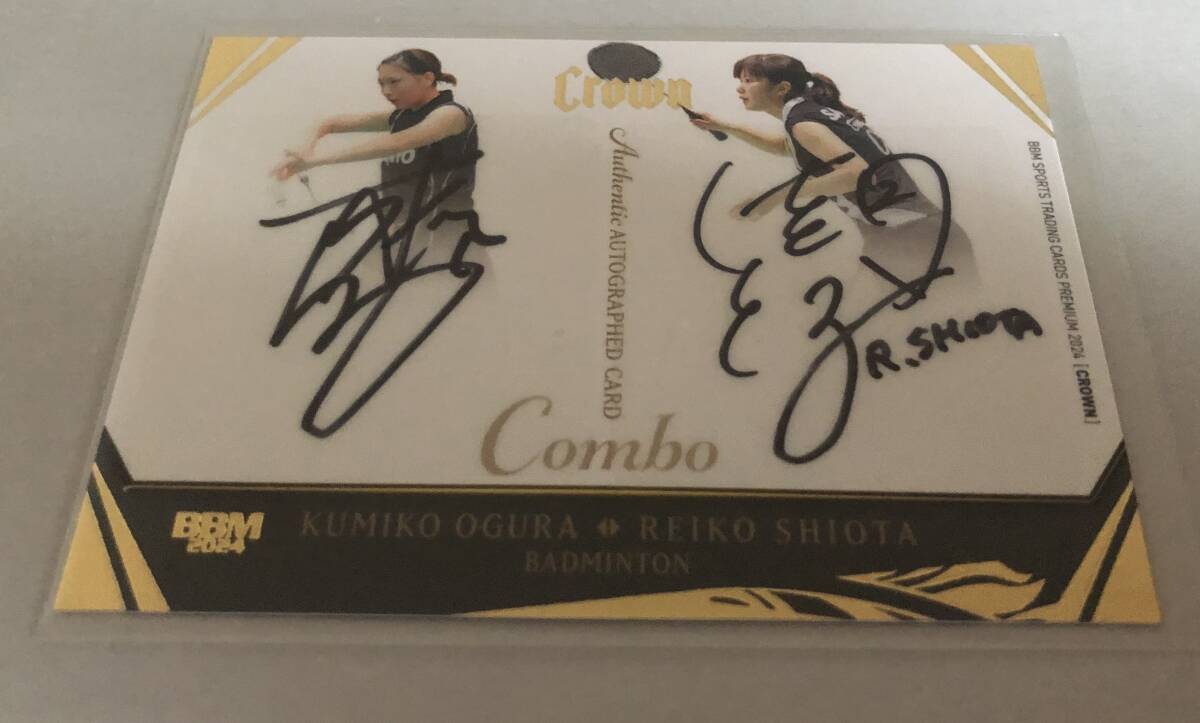 Crown
Authentic AUTOGRAPHED CARD
BBM SPORTS TRADING CARDS PREMIUM 2024 [CROWN]
R. SHIOTA
Combo
BBM
2024
KUMIKO OGURA REIKO SHIOTA
BADMINTON